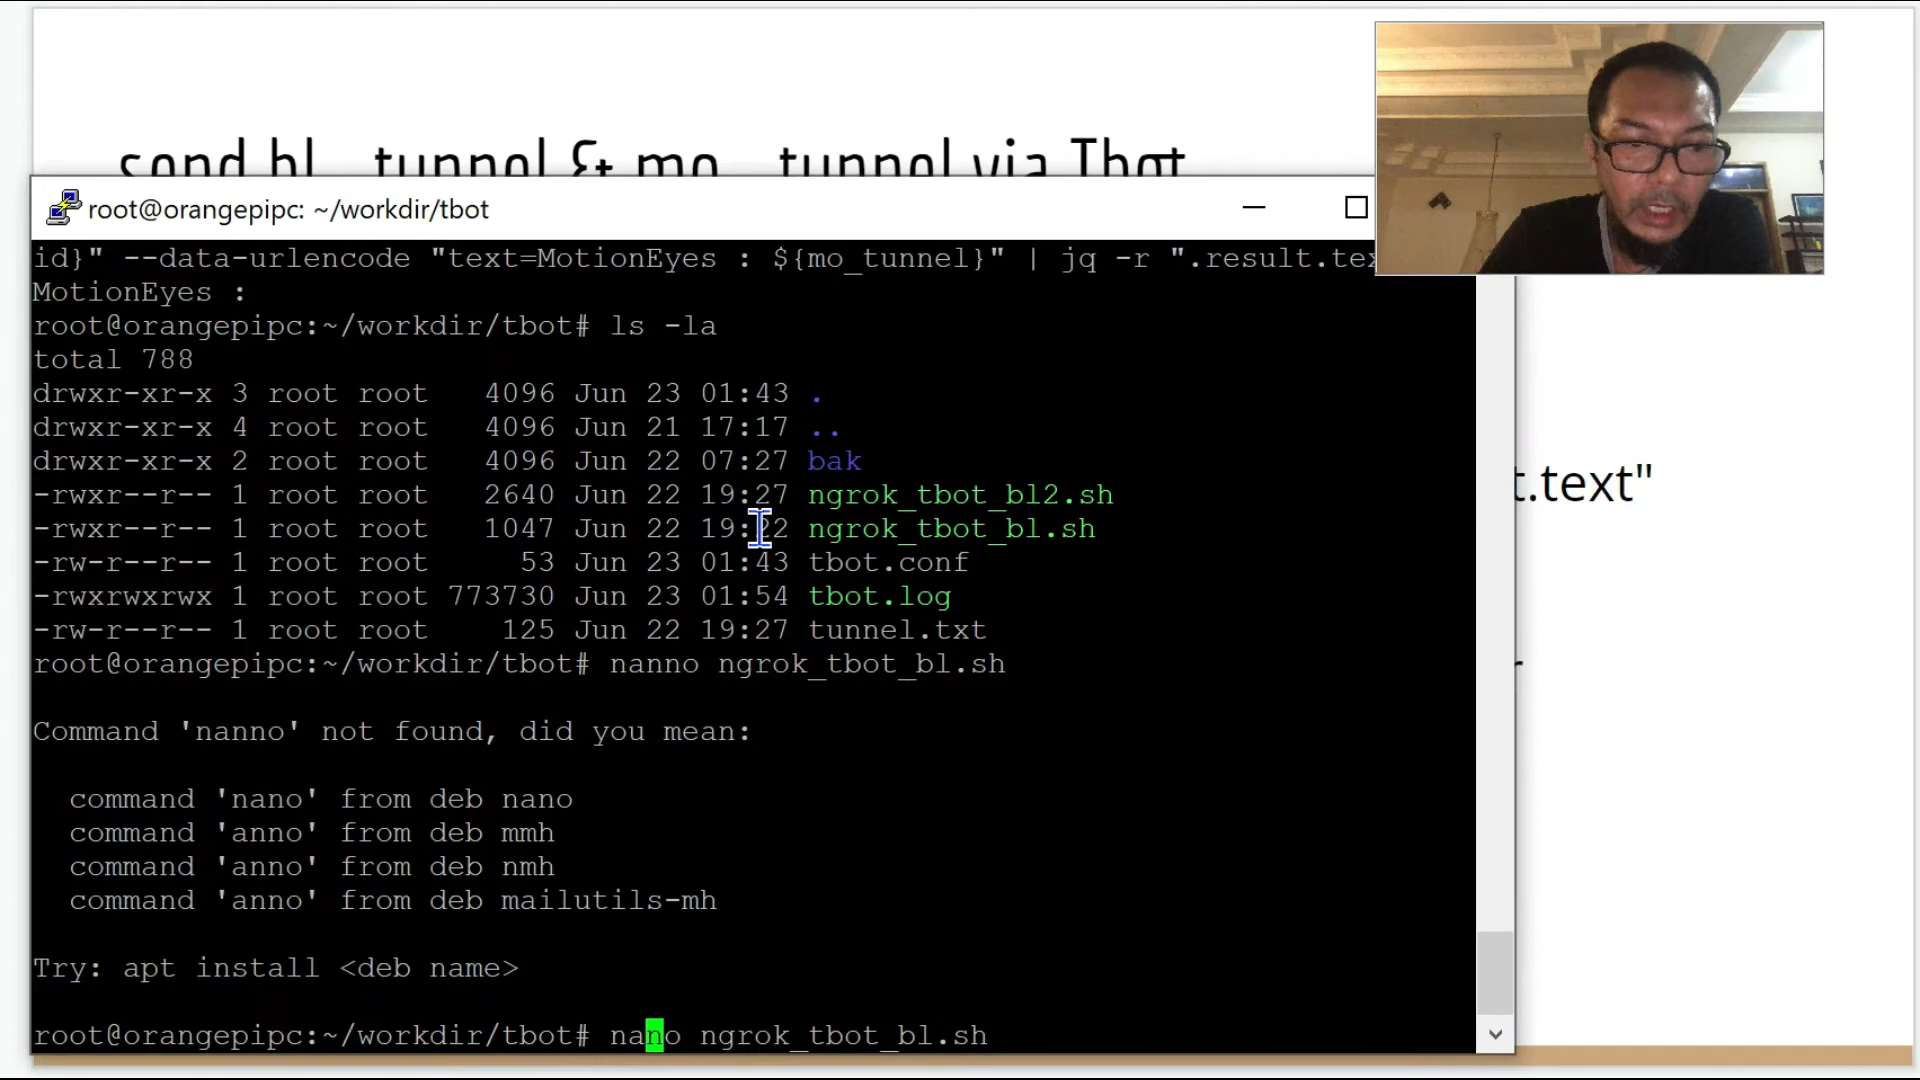 send bl_tunnel & mo_tunnel via Tbot
root@orangepipc: ~/workdir/tbot
id}" --data-urlencode "text=MotionEyes : ${mo_tunnel}" | jq -r ".result.tex
MotionEyes :
root@orangepipc:~/workdir/tbot# ls -la
total 788
drwxr-xr-x 3 root root 4096 Jun 23 01:43 .
drwxr-xr-x 4 root root 4096 Jun 21 17:17 ..
drwxr-xr-x 2 root root 4096 Jun 22 07:27 bak
-rwxr--r-- 1 root root 2640 Jun 22 19:27 ngrok_tbot_bl2.sh
t.text"
-rwxr--r-- 1 root root 1047 Jun 22 19:22 ngrok_tbot_bl.sh
-rw-r--r-- 1 root root 53 Jun 23 01:43 tbot.conf
-rwxrwxrwx 1 root root 773730 Jun 23 01:54 tbot.log
-rw-r--r-- 1 root root 125 Jun 22 19:27 tunnel.txt
root@orangepipc:~/workdir/tbot# nanno ngrok_tbot_bl.sh
Command 'nanno' not found, did you mean:
command 'nano' from deb nano
command 'anno' from deb mmh
command 'anno' from deb nmh
command 'anno' from deb mailutils-mh
Try: apt install <deb name>
root@orangepipc:~/workdir/tbot# nano ngrok_tbot_bl.sh